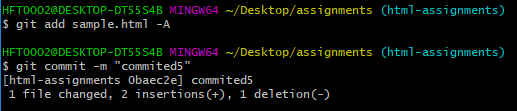 HFT0002@DESKTOP-DT55S4B MINGW64 ~/Desktop/assignments (html-assignments)
$ git add sample.html -A
HFT0002@DESKTOP-DT55S4B MINGW64 ~/Desktop/assignments (html-assignments)
$ git commit -m "commited5"
[html-assignments 0baec2e] commited5
1 file changed, 2 insertions(+), 1 deletion(-)